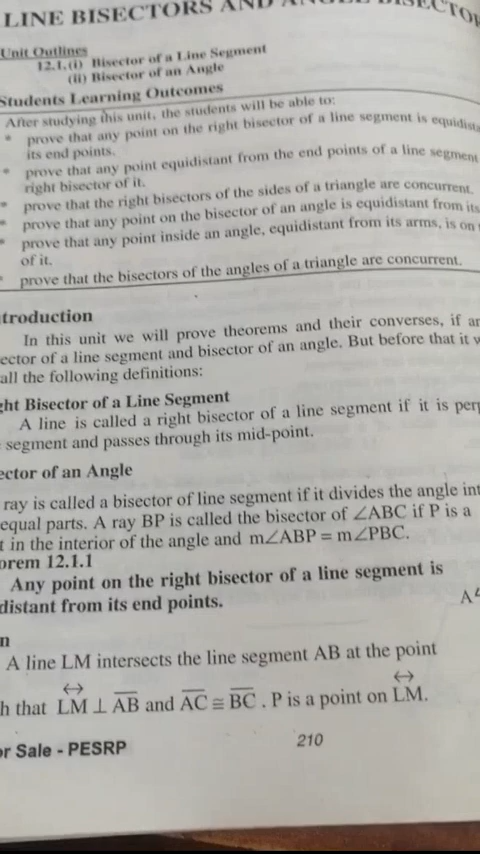 LINE BISECTORS AND ANGLE BISECTOR
Unit Outlines
12.1.(i) Bisector of a Line Segment
(ii) Bisector of an Angle
Students Learning Outcomes
After studying this unit, the students will be able to:
prove that any point on the right bisector of a line segment is equidista
its end points.
prove that any point equidistant from the end points of a line segment
right bisector of it.
prove that the right bisectors of the sides of a triangle are concurrent.
prove that any point on the bisector of an angle is equidistant from its
prove that any point inside an angle, equidistant from its arms, is on
of it.
prove that the bisectors of the angles of a triangle are concurrent.
troduction
In this unit we will prove theorems and their converses, if an
ector of a line segment and bisector of an angle. But before that it w
all the following definitions:
ght Bisector of a Line Segment
A line is called a right bisector of a line segment if it is perp
segment and passes through its mid-point.
ector of an Angle
ray is called a bisector of line segment if it divides the angle int
equal parts. A ray BP is called the bisector of ∠ABC if P is a
t in the interior of the angle and m∠ABP = m∠PBC.
orem 12.1.1
Any point on the right bisector of a line segment is
distant from its end points.
A
n
A line LM intersects the line segment AB at the point
h that LM ⊥ AB and AC ≅ BC . P is a point on LM.
or Sale - PESRP
210